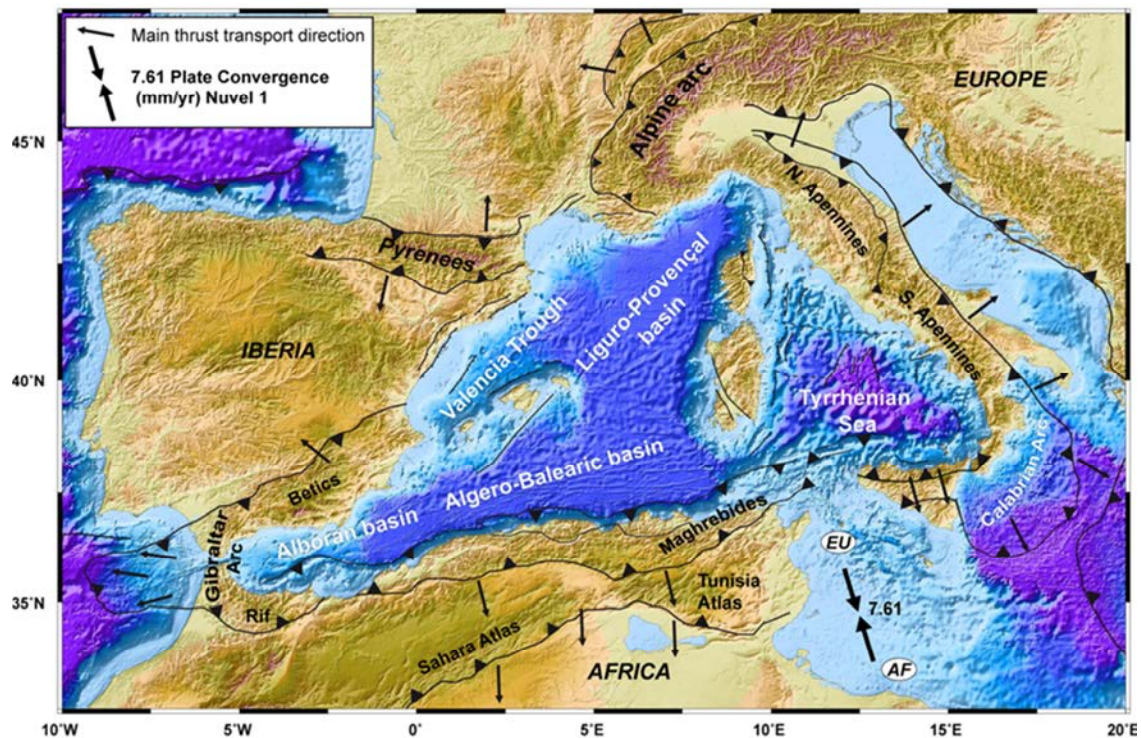 Main thrust transport direction
7.61 Plate Convergence
(mm/yr) Nuvel 1
EUROPE
Alpine arc
45°N
N. Apennines
Pyrenees
Liguro-Provençal
basin
S. Apennines
IBERIA
Valencia Trough
40°N
Tyrrhenian
Sea
Betics
Algero-Balearic basin
Calabrian Arc
Alboran basin
Maghrebides
Gibraltar
Arc
EU
35°N
Rif
Tunisia
Atlas
7.61
Sahara Atlas
AFRICA
AF
10°W
5°W
0°
5°E
10°E
15°E
20°E